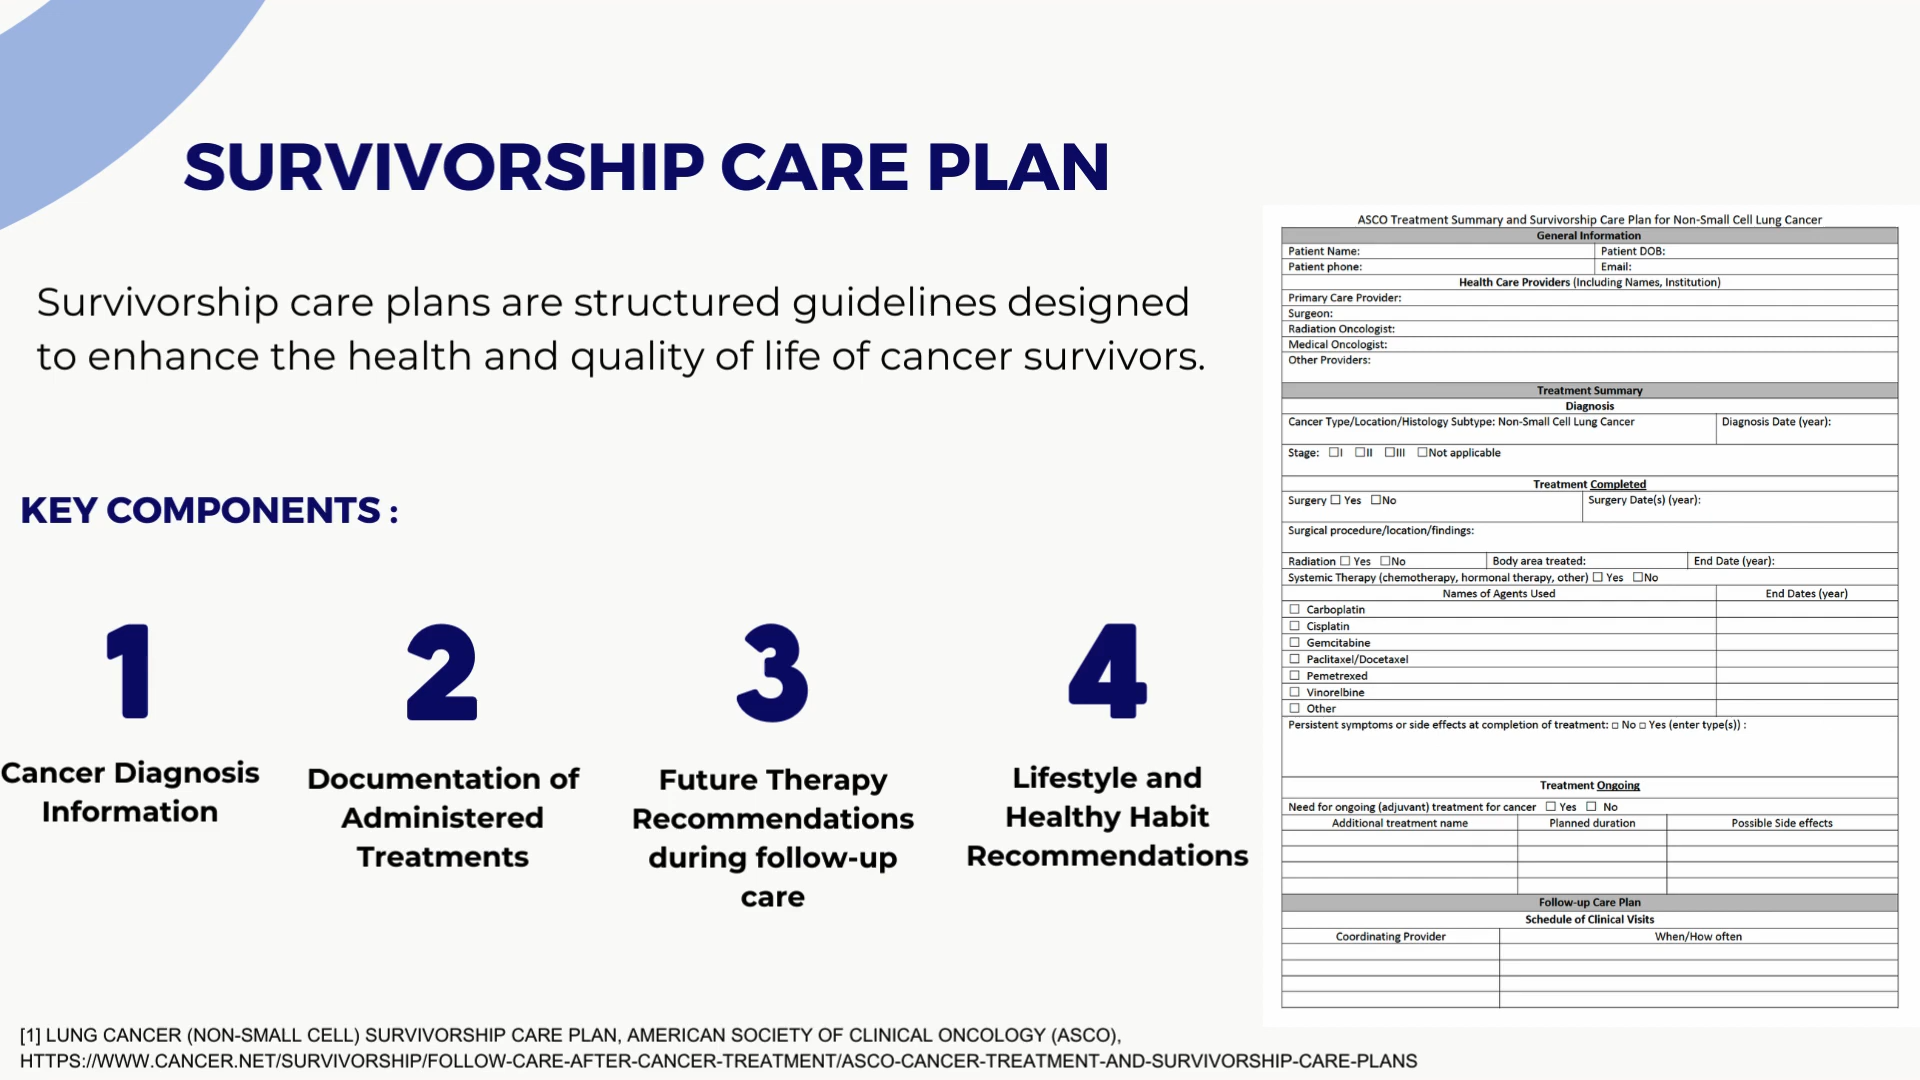 SURVIVORSHIP CARE PLAN
Survivorship care plans are structured guidelines designed
to enhance the health and quality of life of cancer survivors.
KEY COMPONENTS :
1
Cancer Diagnosis
Information
2
Documentation of
Administered
Treatments
3
Future Therapy
Recommendations
during follow-up
care
4
Lifestyle and
Healthy Habit
Recommendations
ASCO Treatment Summary and Survivorship Care Plan for Non-Small Cell Lung Cancer
General Information
Patient Name: Patient DOB:
Patient phone: Email:
Health Care Providers (Including Names, Institution)
Primary Care Provider:
Surgeon:
Radiation Oncologist:
Medical Oncologist:
Other Providers:
Treatment Summary
Diagnosis
Cancer Type/Location/Histology Subtype: Non-Small Cell Lung Cancer Diagnosis Date (year):
Stage: ☐I ☐II ☐III ☐Not applicable
Treatment Completed
Surgery ☐ Yes ☐No Surgery Date(s) (year):
Surgical procedure/location/findings:
Radiation ☐ Yes ☐No Body area treated: End Date (year):
Systemic Therapy (chemotherapy, hormonal therapy, other) ☐ Yes ☐No
Names of Agents Used End Dates (year)
☐ Carboplatin
☐ Cisplatin
☐ Gemcitabine
☐ Paclitaxel/Docetaxel
☐ Pemetrexed
☐ Vinorelbine
☐ Other
Persistent symptoms or side effects at completion of treatment: ☐ No ☐ Yes (enter type(s)) :
Treatment Ongoing
Need for ongoing (adjuvant) treatment for cancer ☐ Yes ☐ No
Additional treatment name Planned duration Possible Side effects
Follow-up Care Plan
Schedule of Clinical Visits
Coordinating Provider When/How often
[1] LUNG CANCER (NON-SMALL CELL) SURVIVORSHIP CARE PLAN, AMERICAN SOCIETY OF CLINICAL ONCOLOGY (ASCO),
HTTPS://WWW.CANCER.NET/SURVIVORSHIP/FOLLOW-CARE-AFTER-CANCER-TREATMENT/ASCO-CANCER-TREATMENT-AND-SURVIVORSHIP-CARE-PLANS